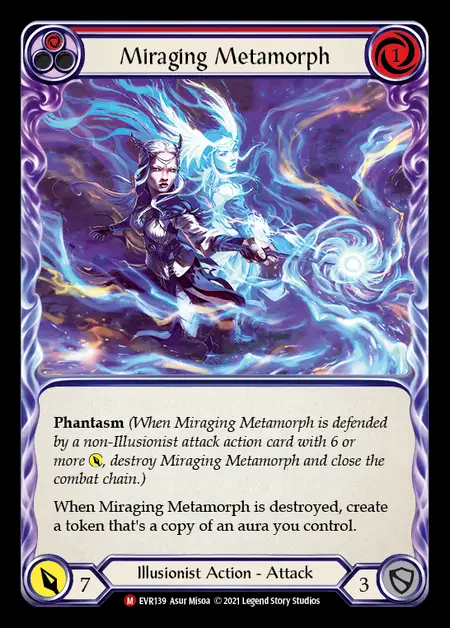 Miraging Metamorph
1
Phantasm (When Miraging Metamorph is defended
by a non-Illusionist attack action card with 6 or
more , destroy Miraging Metamorph and close the
combat chain.)
When Miraging Metamorph is destroyed, create
a token that's a copy of an aura you control.
7
Illusionist Action - Attack
3
M EVR139 Asur Misoa © 2021 Legend Story Studios